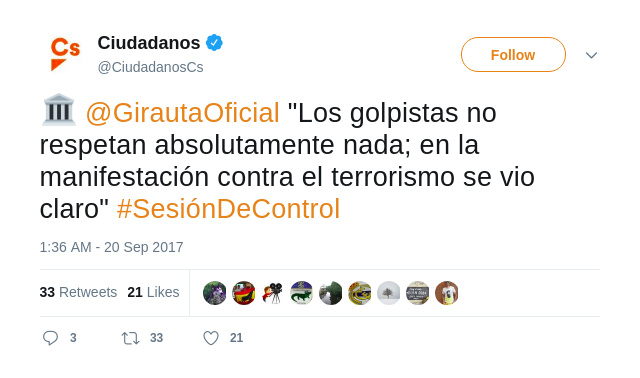 Cs
Ciudadanos
@CiudadanosCs
Follow
@GirautaOficial "Los golpistas no
respetan absolutamente nada; en la
manifestación contra el terrorismo se vio
claro" #SesiónDeControl
1:36 AM - 20 Sep 2017
33 Retweets 21 Likes
3 33 21